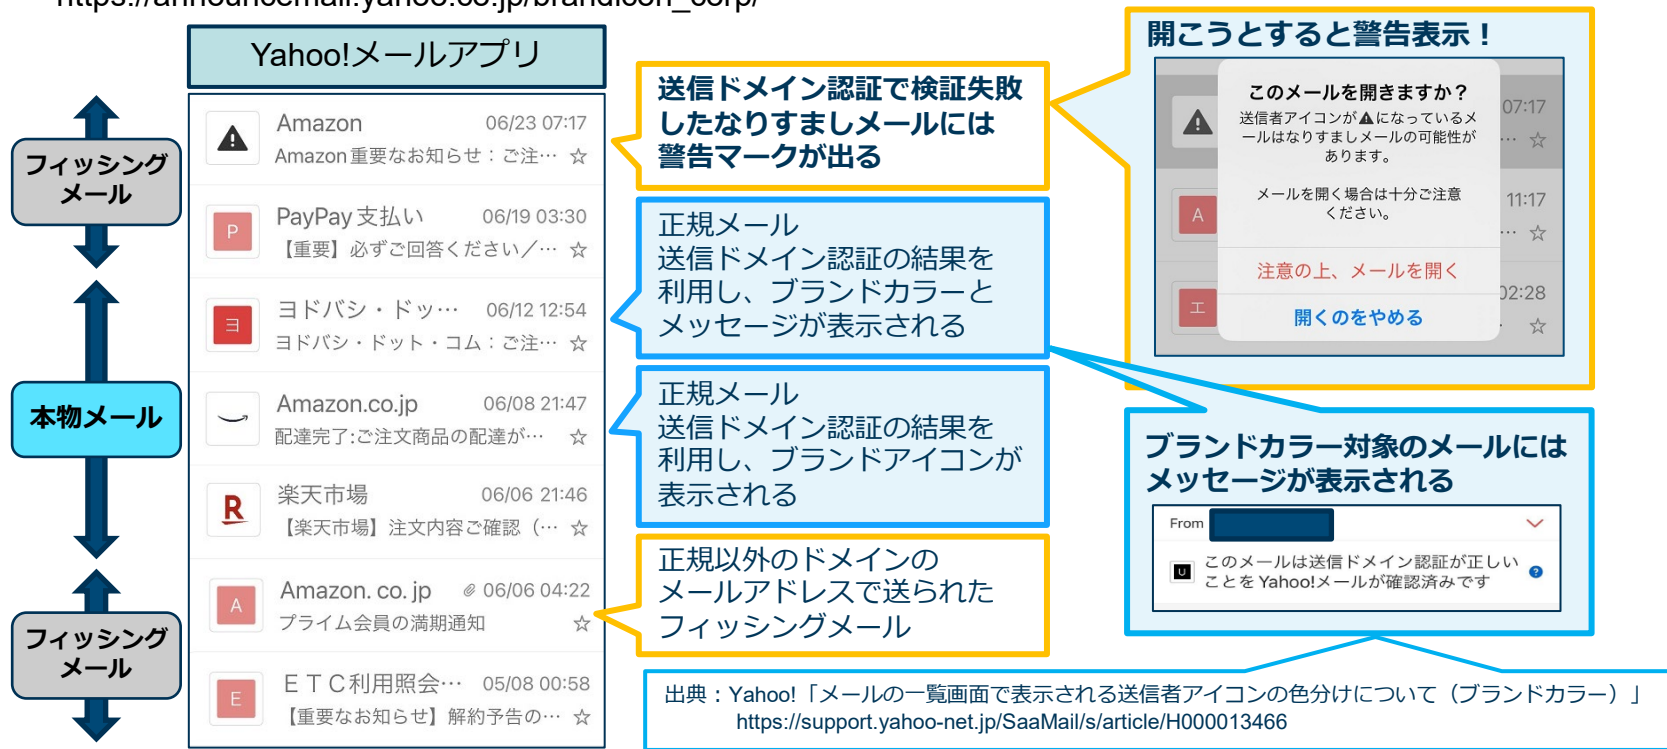 https://announcemail.yahoo.co.jp/brandicon_corp/
Yahoo!メールアプリ
フィッシング
メール
本物メール
フィッシング
メール
Amazon 06/23 07:17
Amazon重要なお知らせ：ご注… ☆
P
PayPay支払い 06/19 03:30
【重要】必ずご回答ください／… ☆
ヨ
ヨドバシ・ドッ… 06/12 12:54
ヨドバシ・ドット・コム：ご注… ☆
Amazon.co.jp 06/08 21:47
配達完了:ご注文商品の配達が… ☆
R
楽天市場 06/06 21:46
【楽天市場】注文内容ご確認（… ☆
A
Amazon. co. jp 06/06 04:22
プライム会員の満期通知 ☆
E
ＥＴＣ利用照会… 05/08 00:58
【重要なお知らせ】解約予告の… ☆
送信ドメイン認証で検証失敗
したなりすましメールには
警告マークが出る
正規メール
送信ドメイン認証の結果を
利用し、ブランドカラーと
メッセージが表示される
正規メール
送信ドメイン認証の結果を
利用し、ブランドアイコンが
表示される
正規以外のドメインの
メールアドレスで送られた
フィッシングメール
開こうとすると警告表示！
このメールを開きますか？
送信者アイコンが⚠になっているメ
ールはなりすましメールの可能性が
あります。
メールを開く場合は十分ご注意
ください。
注意の上、メールを開く
開くのをやめる
07:17
… ☆
A
11:17
… ☆
エ
02:28
☆
ブランドカラー対象のメールには
メッセージが表示される
From
U
このメールは送信ドメイン認証が正しい
ことをYahoo!メールが確認済みです
?
出典：Yahoo!「メールの一覧画面で表示される送信者アイコンの色分けについて（ブランドカラー）」
https://support.yahoo-net.jp/SaaMail/s/article/H000013466